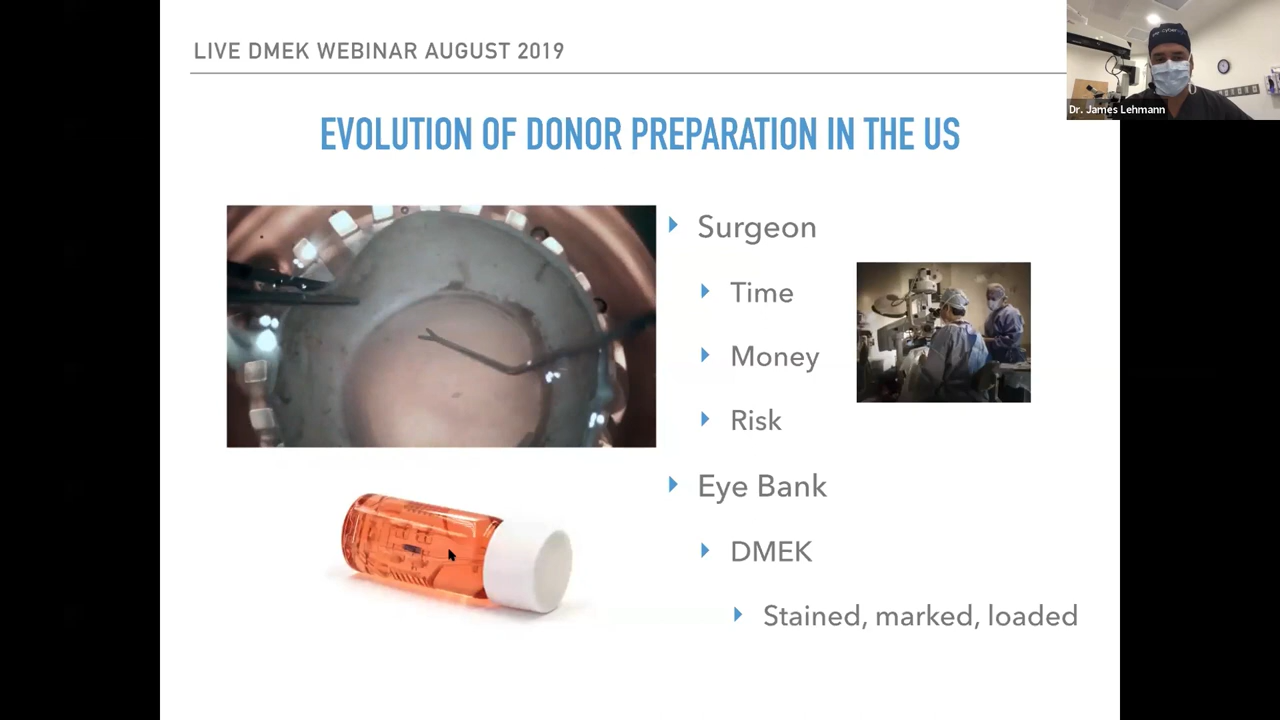 LIVE DMEK WEBINAR AUGUST 2019
Dr. James Lehmann
EVOLUTION OF DONOR PREPARATION IN THE US
Surgeon
Time
Money
Risk
Eye Bank
DMEK
Stained, marked, loaded